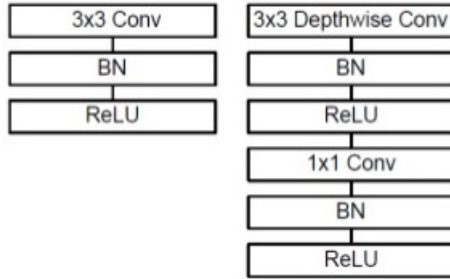 3x3 Conv
BN
ReLU
3x3 Depthwise Conv
BN
ReLU
1x1 Conv
BN
ReLU